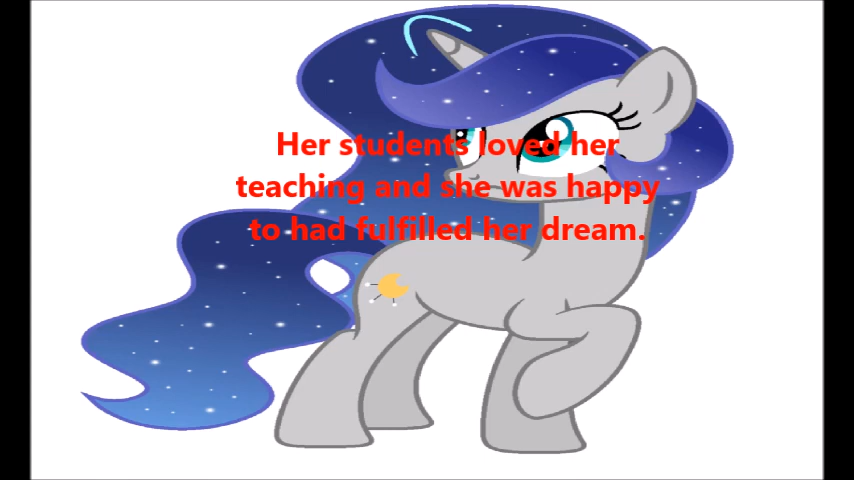 Her students loved her
teaching and she was happy
to had fulfilled her dream.